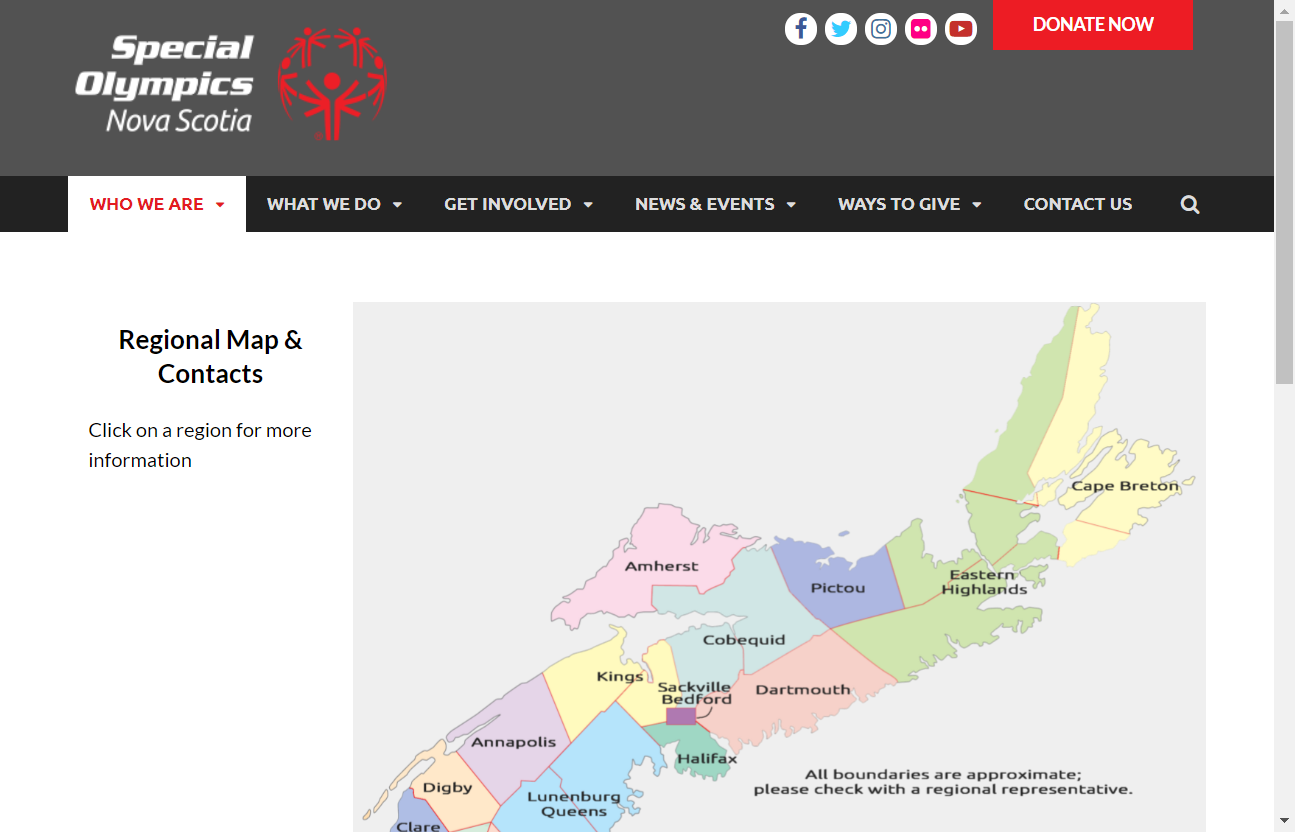 Special
Olympics
Nova Scotia
DONATE NOW
WHO WE ARE
WHAT WE DO
GET INVOLVED
NEWS & EVENTS
WAYS TO GIVE
CONTACT US
Regional Map &
Contacts
Click on a region for more
information
Cape Breton
Amherst
Pictou
Eastern
Highlands
Cobequid
Kings
Sackville
Bedford
Dartmouth
Annapolis
Halifax
All boundaries are approximate;
please check with a regional representative.
Digby
Lunenburg
Queens
Clare